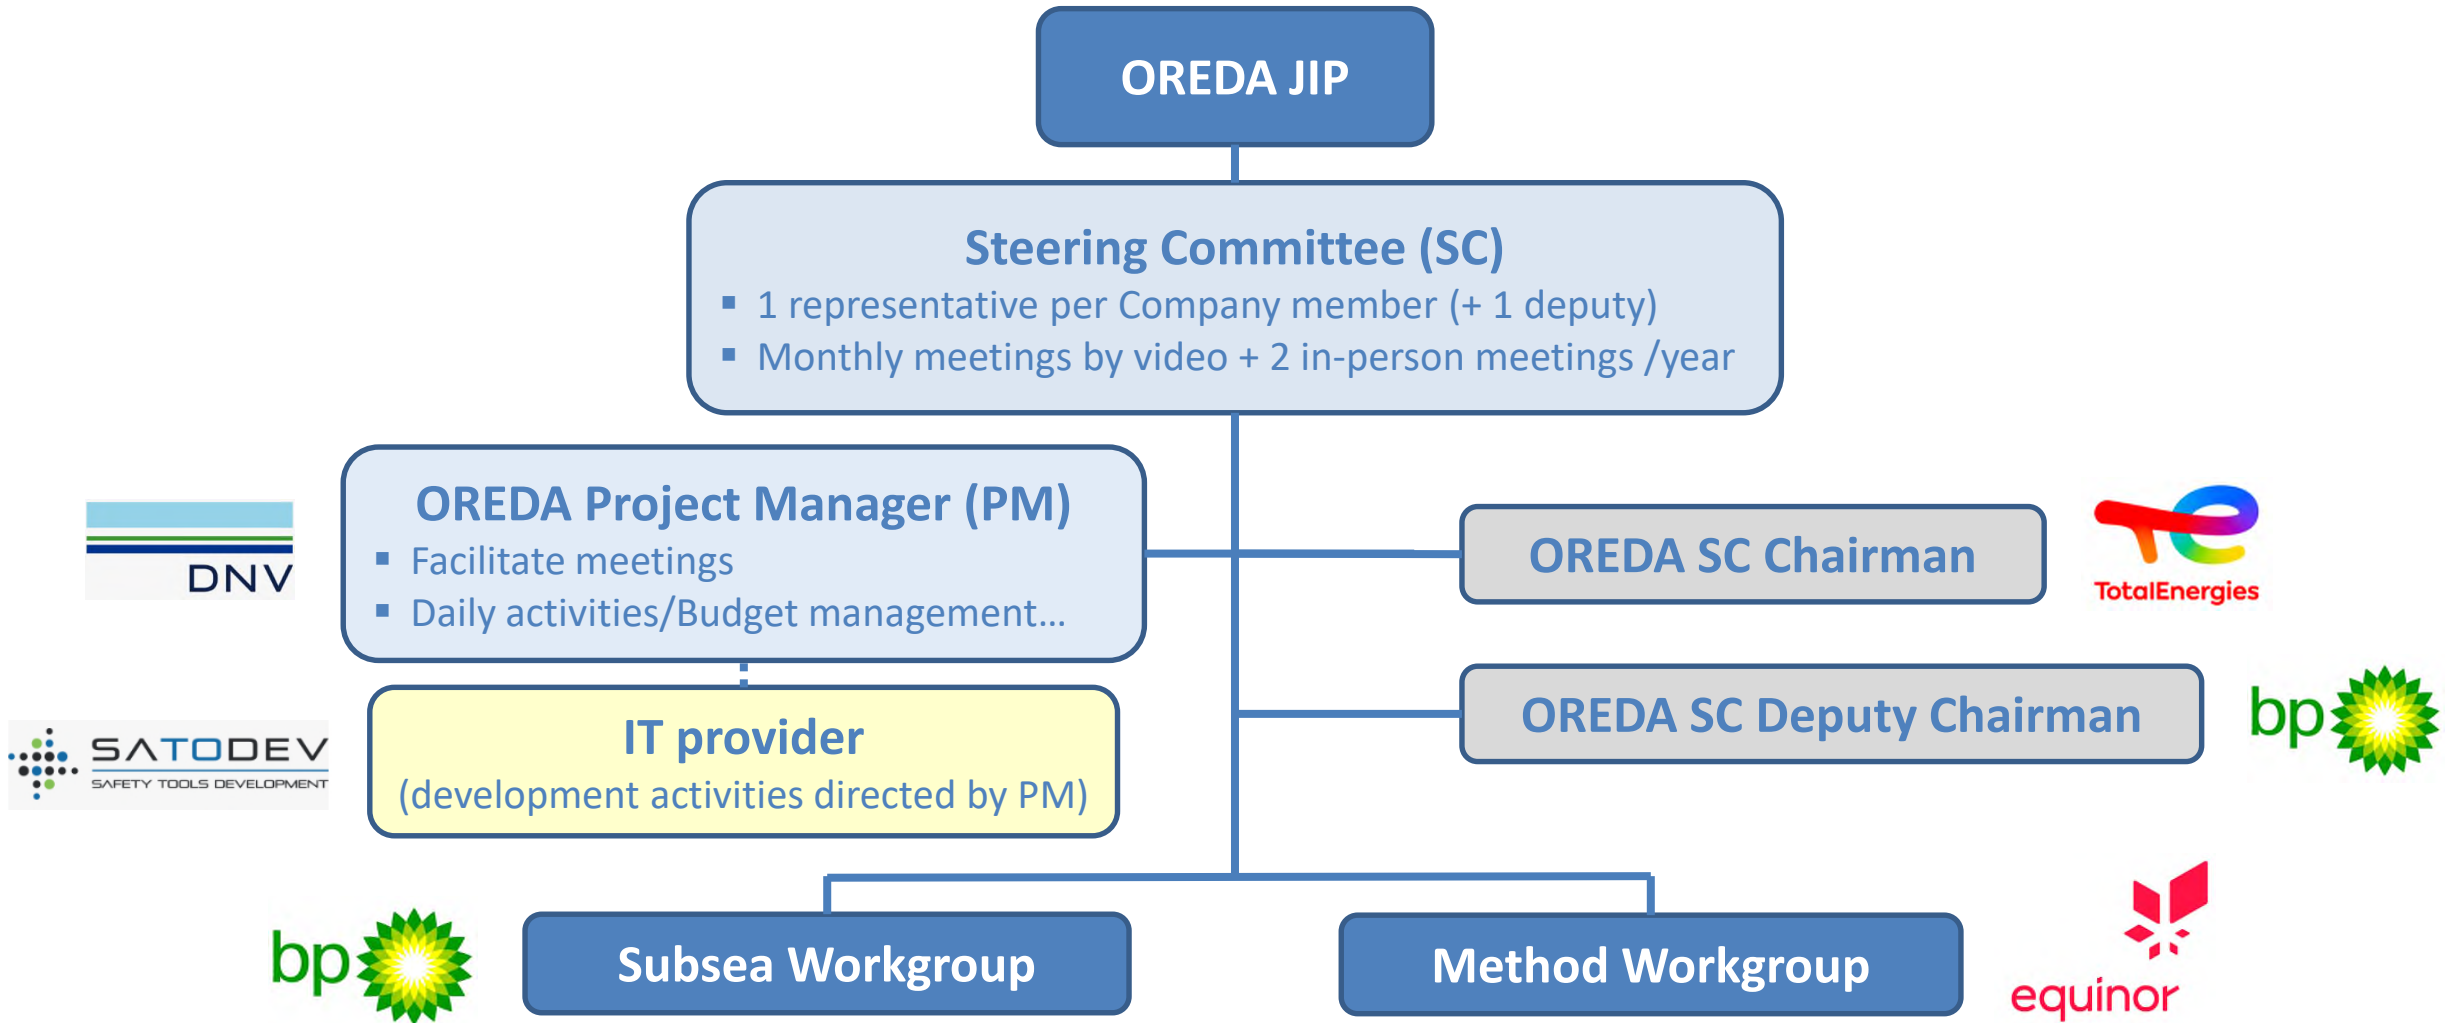 OREDA JIP
Steering Committee (SC)
▪ 1 representative per Company member (+ 1 deputy)
▪ Monthly meetings by video + 2 in-person meetings /year
DNV
OREDA Project Manager (PM)
▪ Facilitate meetings
▪ Daily activities/Budget management...
OREDA SC Chairman
TotalEnergies
SATODEV
SAFETY TOOLS DEVELOPMENT
IT provider
(development activities directed by PM)
OREDA SC Deputy Chairman
bp
bp
Subsea Workgroup
Method Workgroup
equinor